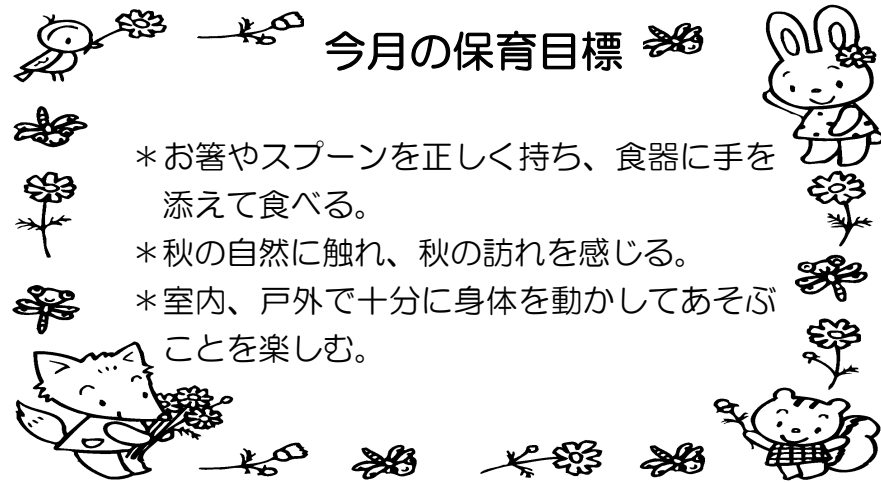 今月の保育目標
＊お箸やスプーンを正しく持ち、食器に手を
添えて食べる。
＊秋の自然に触れ、秋の訪れを感じる。
＊室内、戸外で十分に身体を動かしてあそぶ
ことを楽しむ。